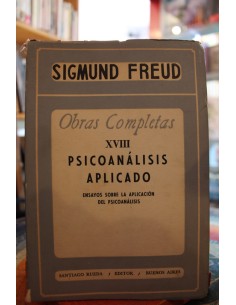 SIGMUND FREUD
Obras Completas
XVIII
PSICOANÁLISIS
APLICADO
ENSAYOS SOBRE LA APLICACIÓN
DEL PSICOANÁLISIS
SANTIAGO RUEDA / EDITOR / BUENOS AIRES